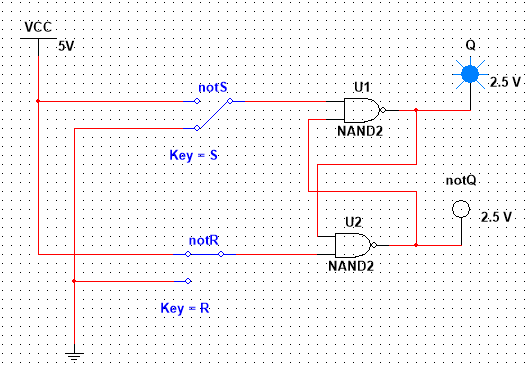 VCC
5V
Q
2.5 V
notS
U1
NAND2
Key = S
notQ
2.5 V
notR
U2
NAND2
Key = R